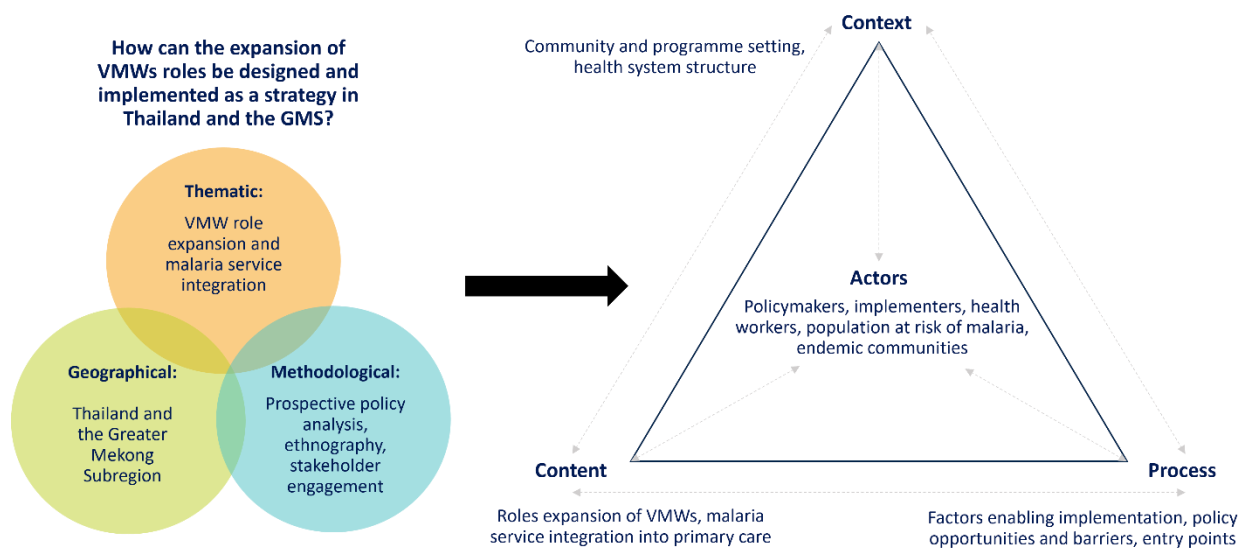 How can the expansion of
VMWs roles be designed and
implemented as a strategy in
Thailand and the GMS?
Thematic:
VMW role
expansion and
malaria service
integration
Geographical:
Thailand and
the Greater
Mekong
Subregion
Methodological:
Prospective policy
analysis,
ethnography,
stakeholder
engagement
Context
Community and programme setting,
health system structure
Actors
Policymakers, implementers, health
workers, population at risk of malaria,
endemic communities
Content
Roles expansion of VMWs, malaria
service integration into primary care
Process
Factors enabling implementation, policy
opportunities and barriers, entry points